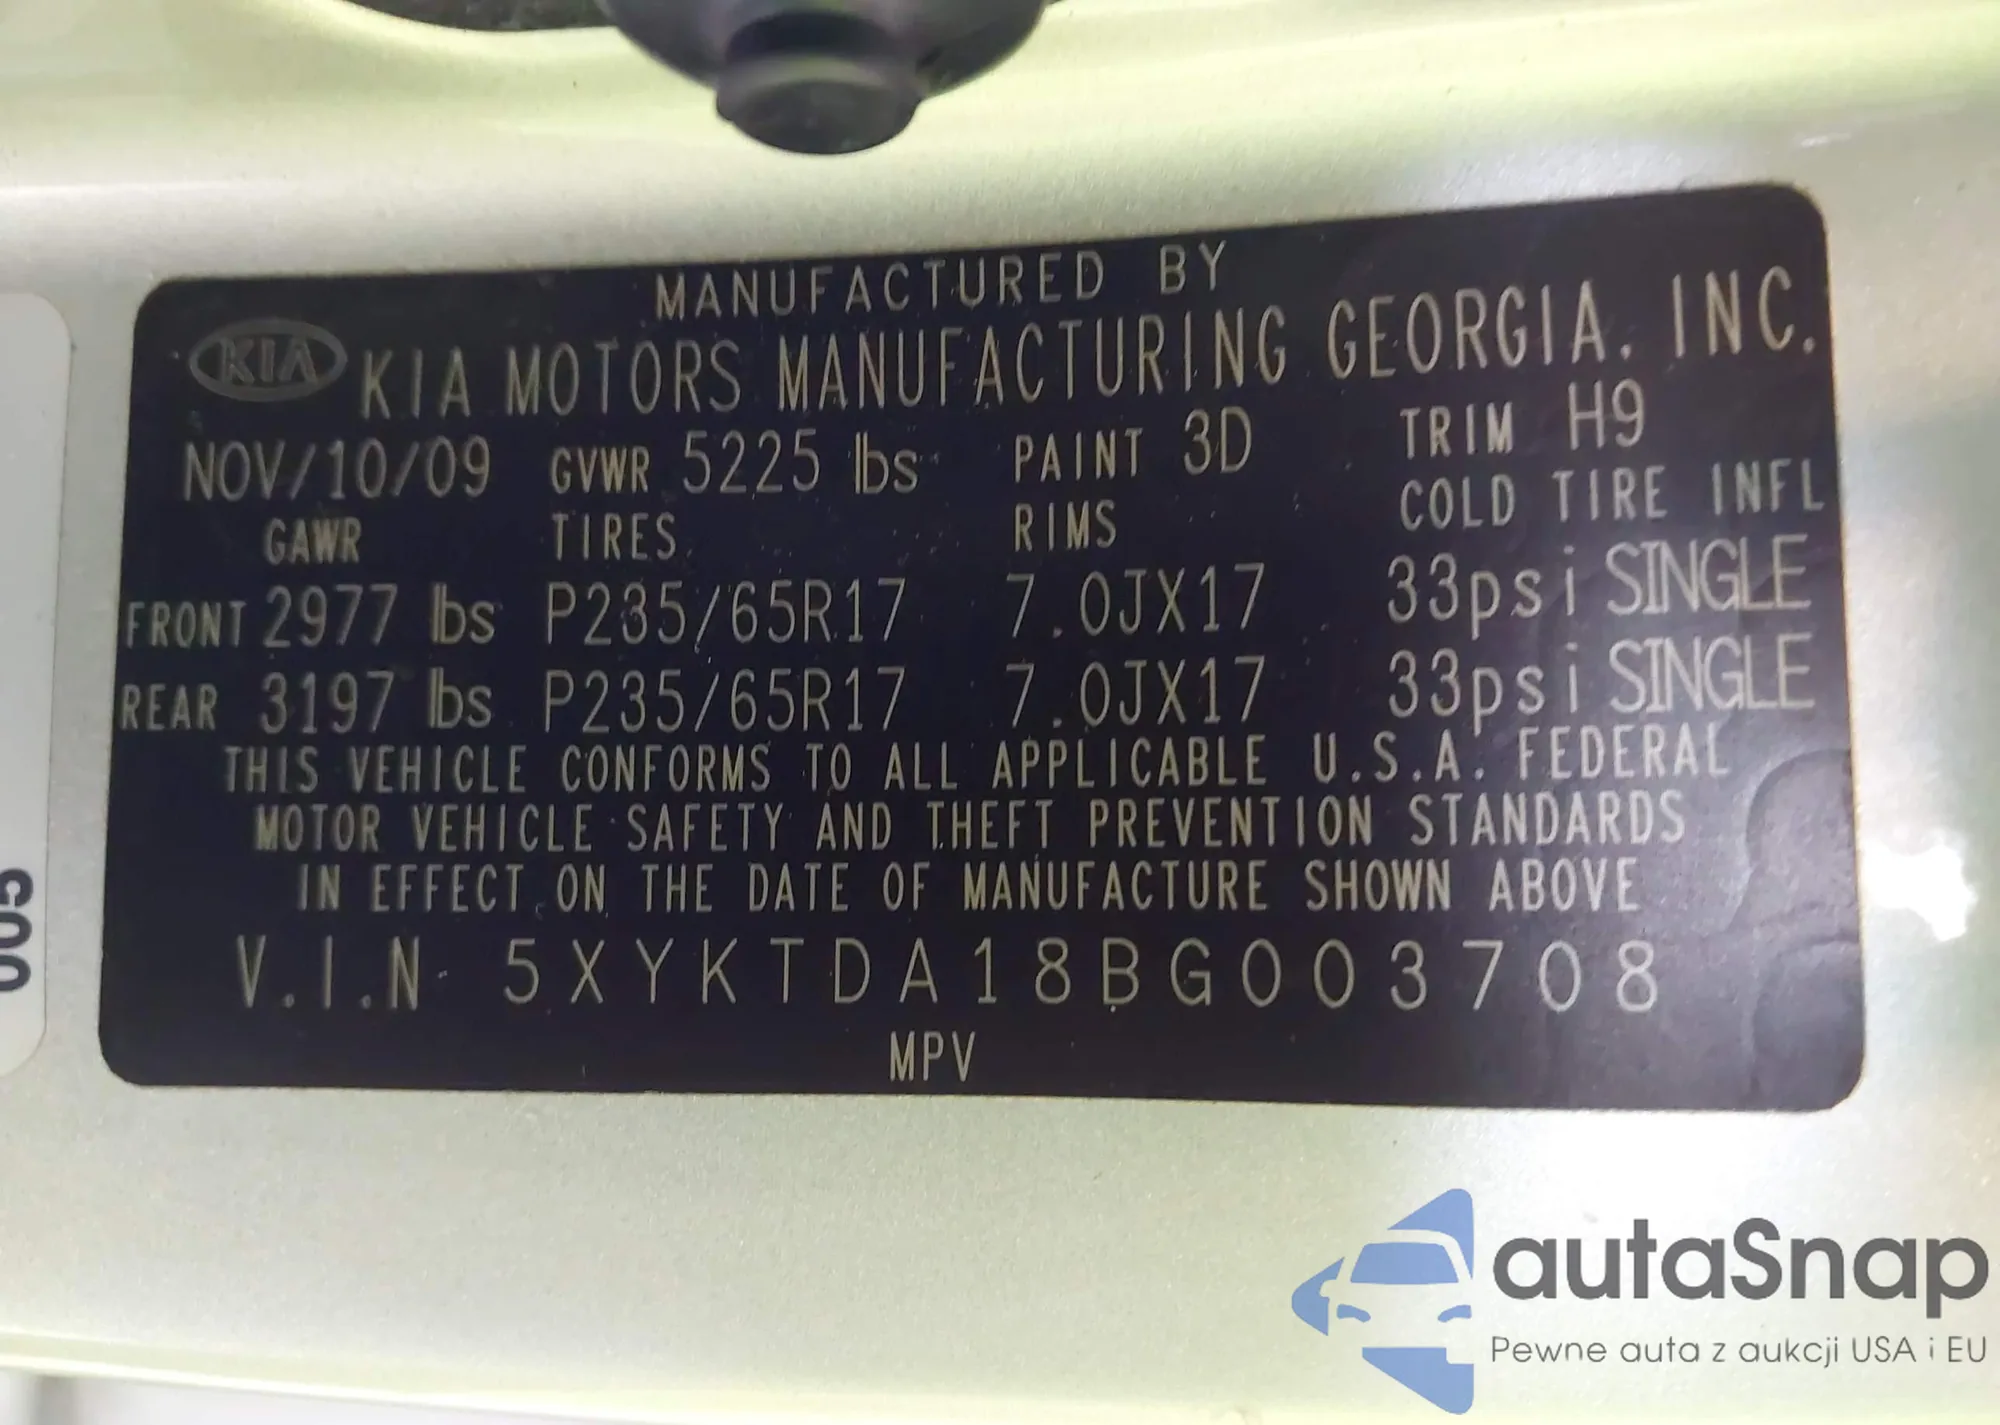 MANUFACTURED BY
KIA KIA MOTORS MANUFACTURING GEORGIA. INC.
NOV/10/09 GVWR 5225 lbs PAINT 3D TRIM H9
GAWR TIRES RIMS COLD TIRE INFL
FRONT 2977 lbs P235/65R17 7.0JX17 33psi SINGLE
REAR 3197 lbs P235/65R17 7.0JX17 33psi SINGLE
THIS VEHICLE CONFORMS TO ALL APPLICABLE U.S.A. FEDERAL
MOTOR VEHICLE SAFETY AND THEFT PREVENTION STANDARDS
IN EFFECT ON THE DATE OF MANUFACTURE SHOWN ABOVE
V.I.N 5XYKTDA18BG003708
MPV
autaSnap
Pewne auta z aukcji USA i EU